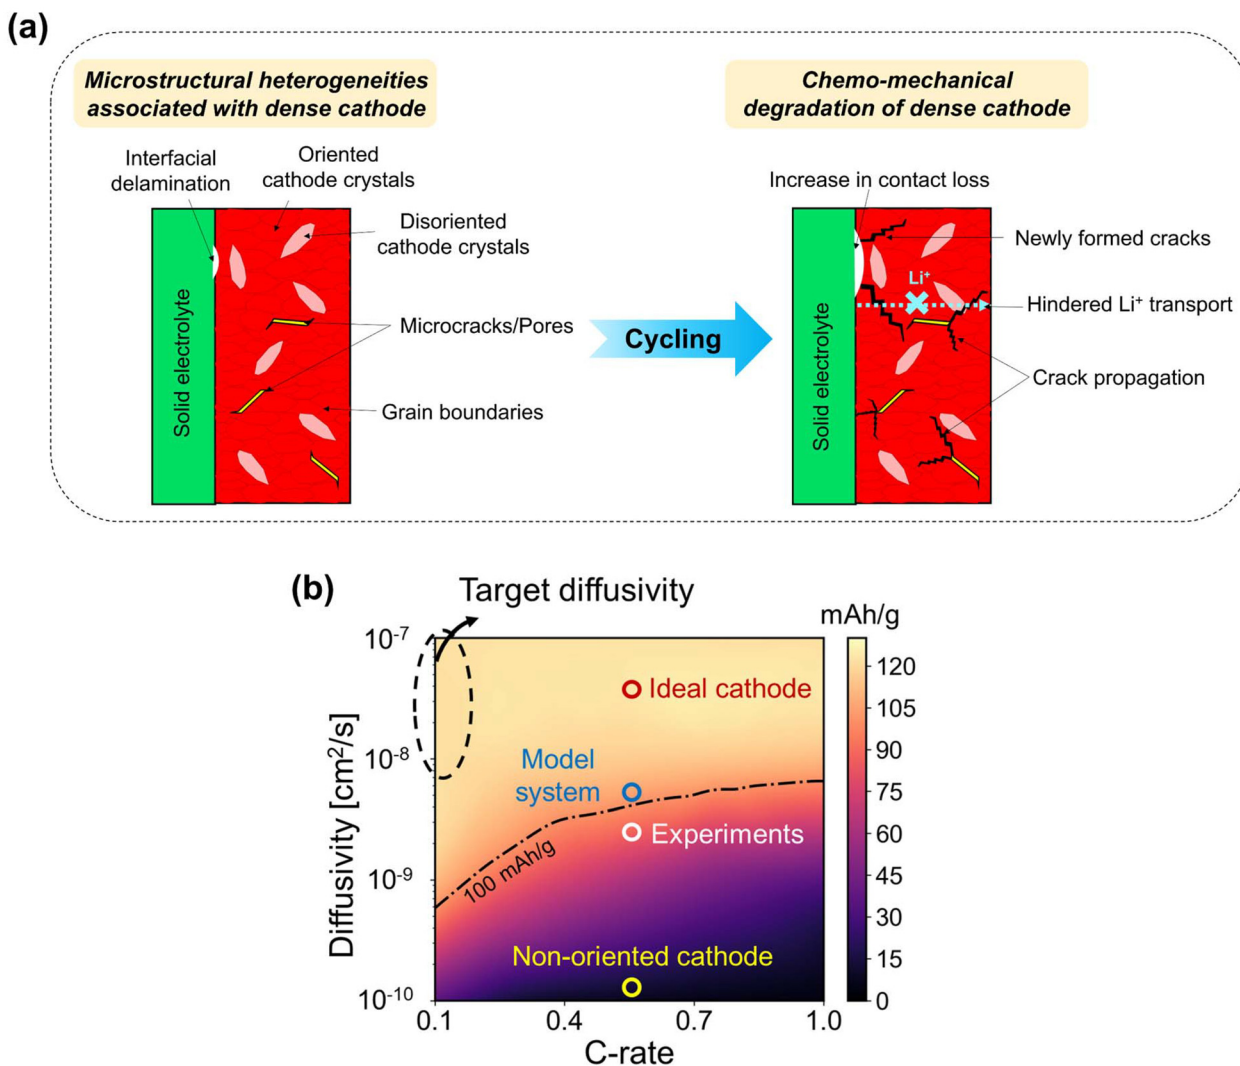 (a)
Microstructural heterogeneities
associated with dense cathode
Interfacial
delamination
Oriented
cathode crystals
Disoriented
cathode crystals
Microcracks/Pores
Grain boundaries
Solid electrolyte
Cycling
Chemo-mechanical
degradation of dense cathode
Increase in contact loss
Newly formed cracks
Li⁺
Hindered Li⁺ transport
Crack propagation
Solid electrolyte
(b)
Target diffusivity
mAh/g
Diffusivity [cm²/s]
10⁻⁷
10⁻⁸
10⁻⁹
10⁻¹⁰
Ideal cathode
Model
system
Experiments
100 mAh/g
Non-oriented cathode
0.1
0.4
0.7
1.0
C-rate
120
105
90
75
60
45
30
15
0